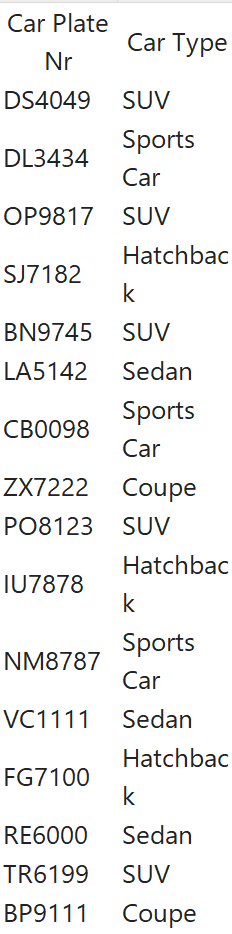 Car Plate Nr Car Type
DS4049 SUV
DL3434 Sports Car
OP9817 SUV
SJ7182 Hatchback
BN9745 SUV
LA5142 Sedan
CB0098 Sports Car
ZX7222 Coupe
PO8123 SUV
IU7878 Hatchback
NM8787 Sports Car
VC1111 Sedan
FG7100 Hatchback
RE6000 Sedan
TR6199 SUV
BP9111 Coupe